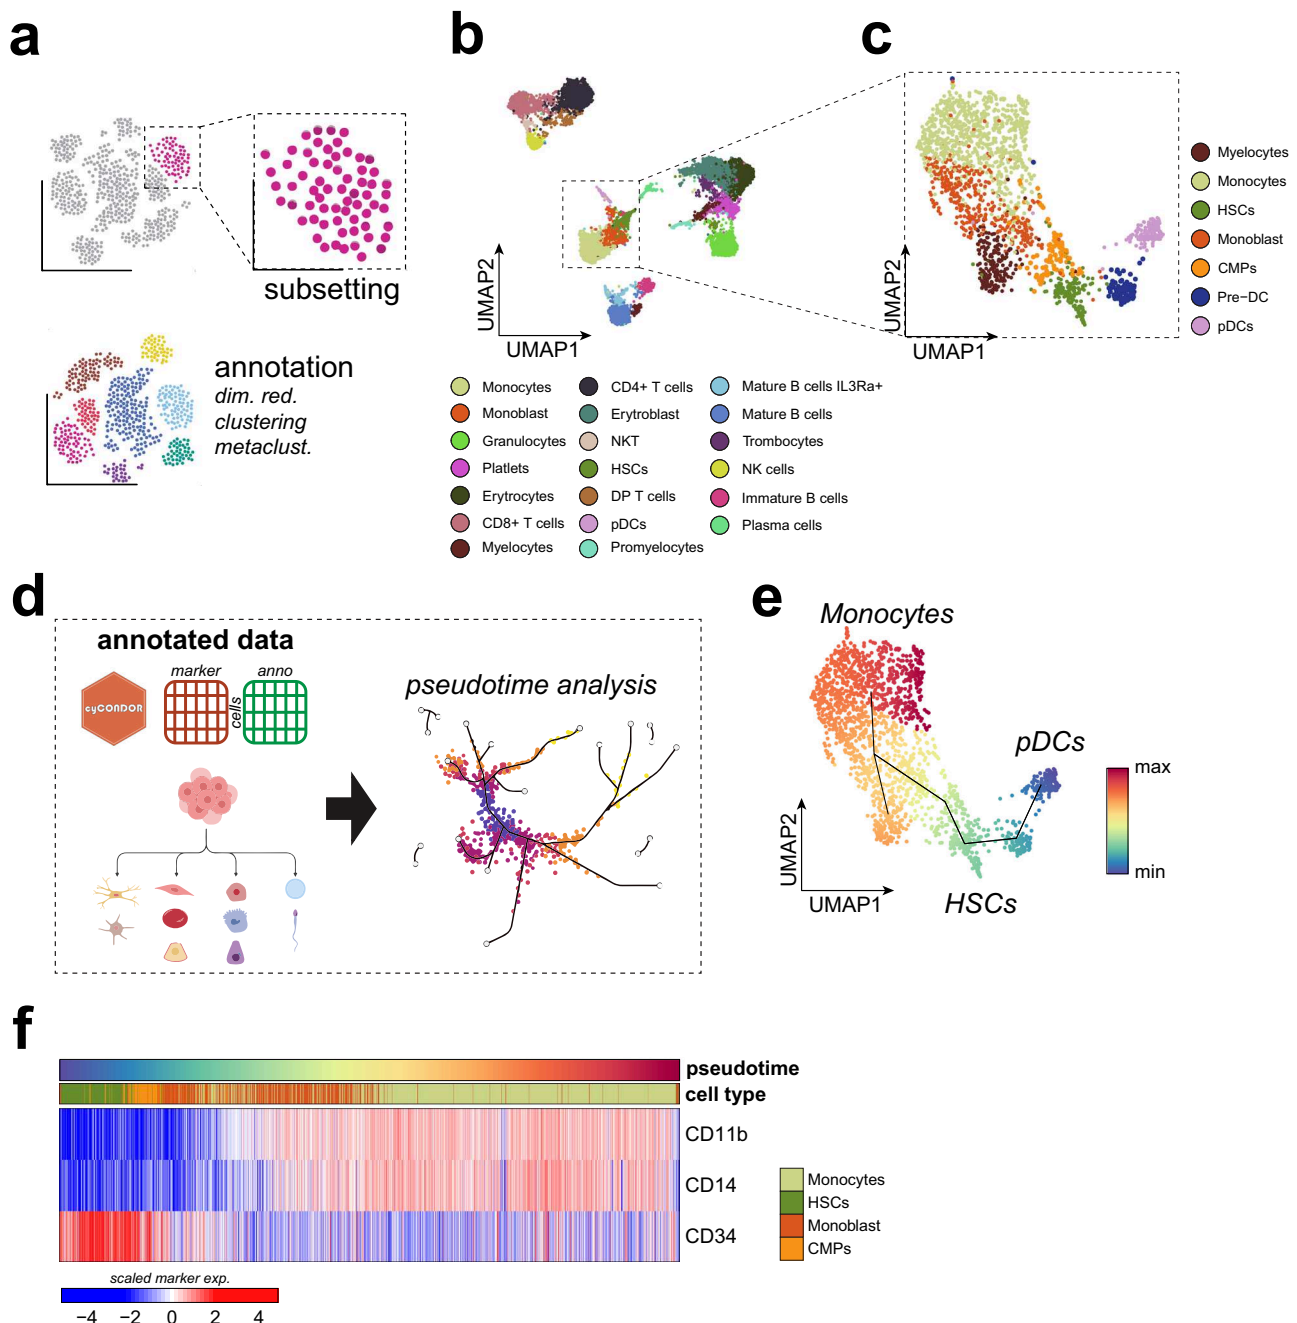 a
subsetting
annotation
dim. red.
clustering
metaclust.
b
UMAP2
UMAP1
Monocytes
Monoblast
Granulocytes
Platlets
Erytrocytes
CD8+ T cells
Myelocytes
CD4+ T cells
Erytroblast
NKT
HSCs
DP T cells
pDCs
Promyelocytes
Mature B cells IL3Ra+
Mature B cells
Trombocytes
NK cells
Immature B cells
Plasma cells
c
UMAP2
UMAP1
Myelocytes
Monocytes
HSCs
Monoblast
CMPs
Pre−DC
pDCs
d
annotated data
cyCONDOR
marker
cells
anno
pseudotime analysis
e
Monocytes
pDCs
HSCs
UMAP2
UMAP1
max
min
f
pseudotime
cell type
CD11b
CD14
CD34
Monocytes
HSCs
Monoblast
CMPs
scaled marker exp.
−4 −2 0 2 4